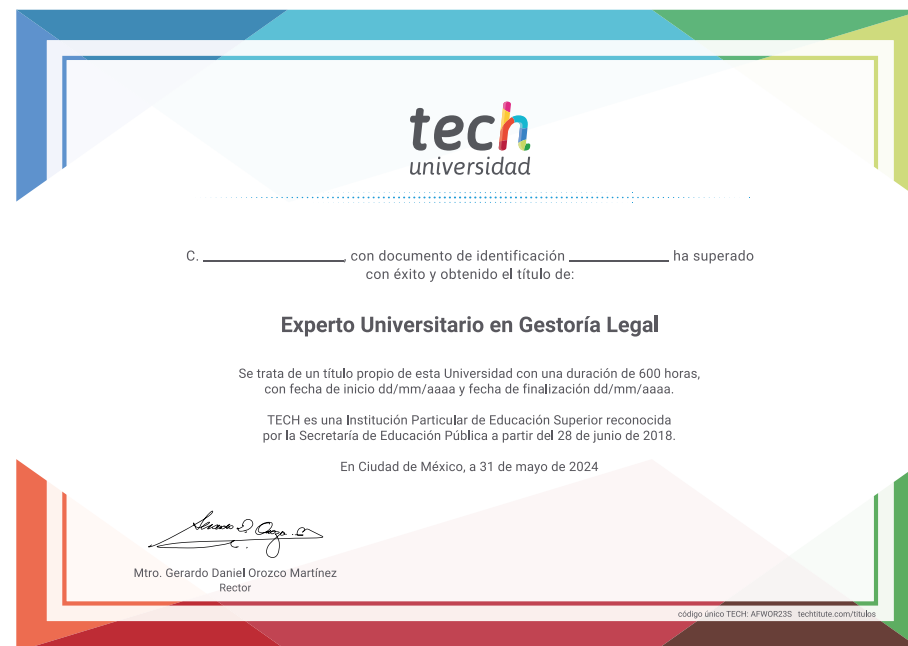 tech
universidad
C. ____________, con documento de identificación ____________ ha superado
con éxito y obtenido el título de:
Experto Universitario en Gestoría Legal
Se trata de un título propio de esta Universidad con una duración de 600 horas,
con fecha de inicio dd/mm/aaaa y fecha de finalización dd/mm/aaaa.
TECH es una Institución Particular de Educación Superior reconocida
por la Secretaría de Educación Pública a partir del 28 de junio de 2018.
En Ciudad de México, a 31 de mayo de 2024
Mtro. Gerardo Daniel Orozco Martínez
Rector
código único TECH: AFWOR23S techtitute.com/titulos